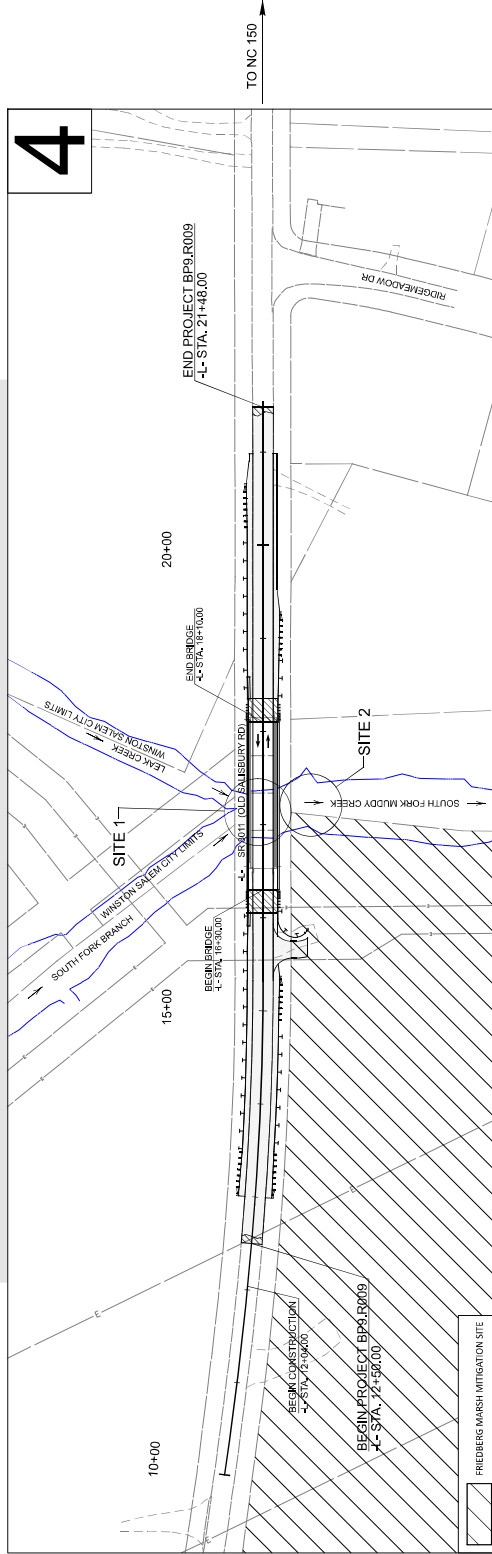 4
TO NC 150
END PROJECT BP9.R009
-L- STA. 21+48.00
RIDGEMEADOW DR
20+00
END BRIDGE
-L- STA. 18+10.00
LEAK CREEK
WINSTON SALEM CITY LIMITS
SITE 1
WINSTON SALEM CITY LIMITS
SOUTH FORK BRANCH
-L- SR 3011 (OLD SALISBURY RD)
SITE 2
SOUTH FORK MUDDY CREEK
BEGIN BRIDGE
-L- STA. 16+30.00
15+00
BEGIN CONSTRUCTION
-L- STA. 12+04.00
BEGIN PROJECT BP9.R009
-L- STA. 12+50.00
10+00
E
E
E
E
FRIEDBERG MARSH MITIGATION SITE